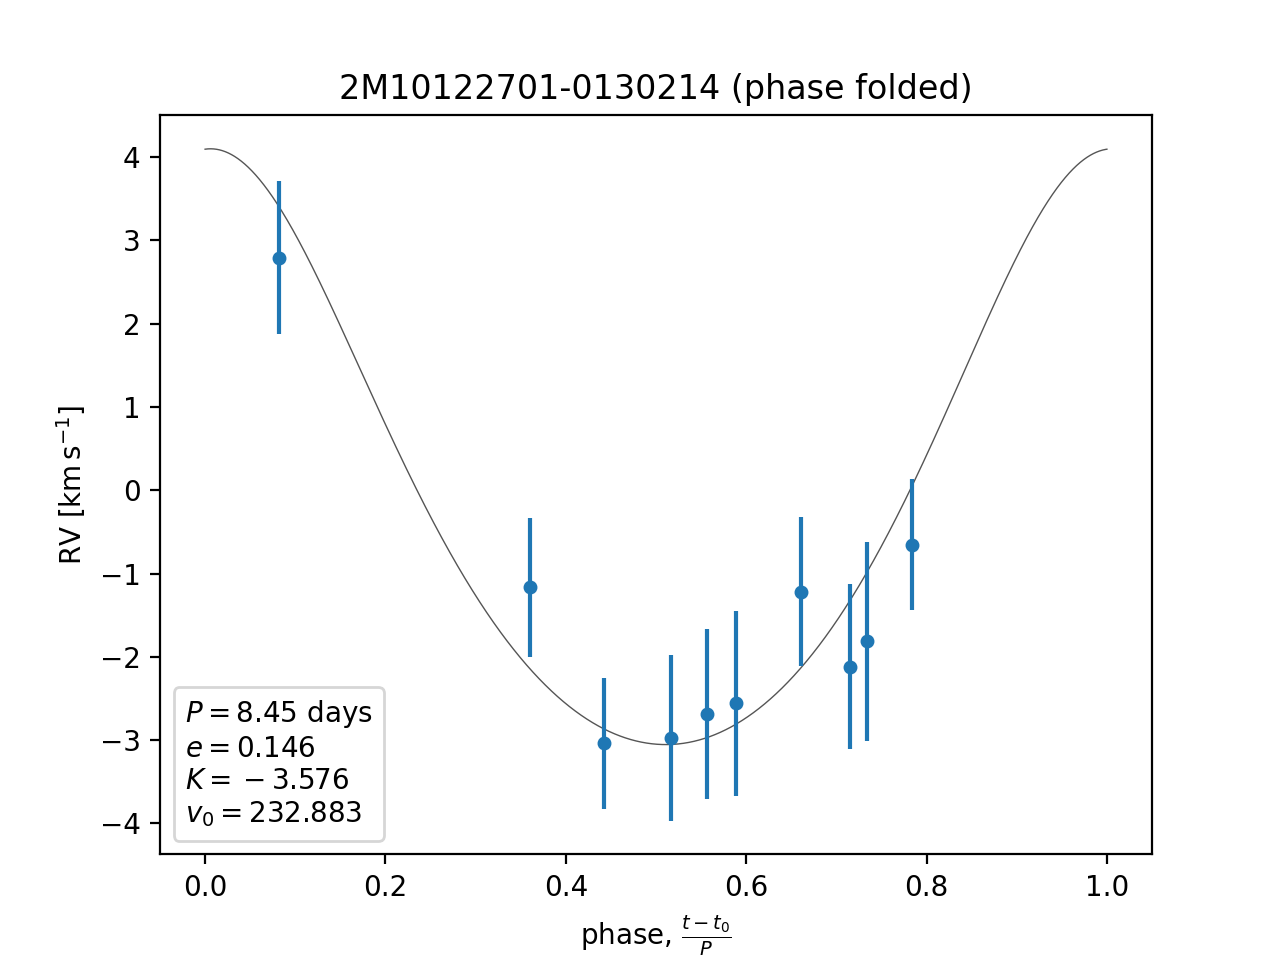 2M10122701-0130214 (phase folded)
RV [km s⁻¹]
4
3
2
1
0
−1
−2
−3
−4
P = 8.45 days
e = 0.146
K = −3.576
v₀ = 232.883
0.0 0.2 0.4 0.6 0.8 1.0
phase, (t − t₀)/P